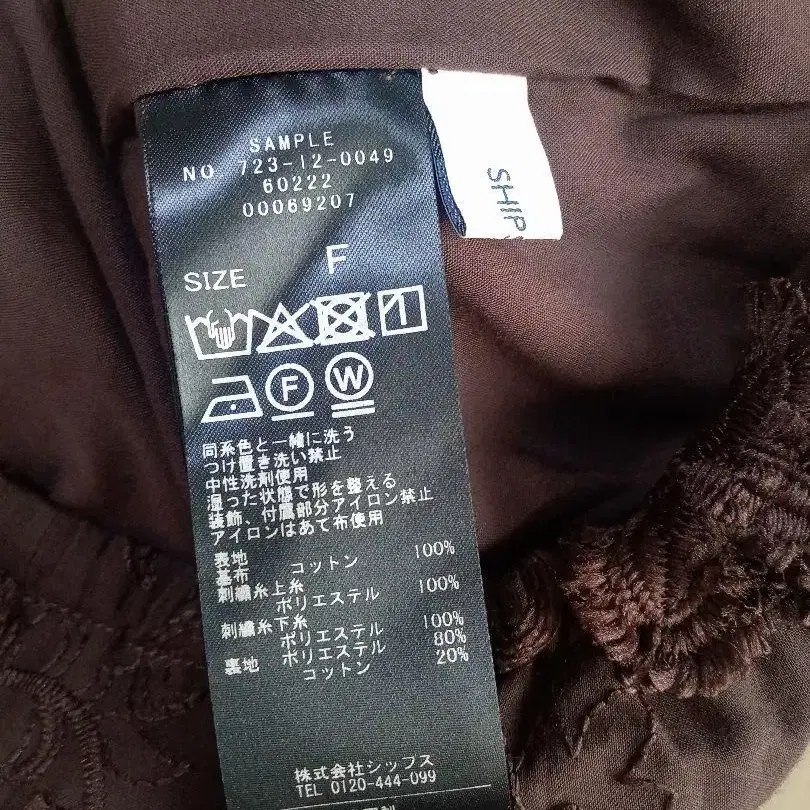 SAMPLE
NO 723-12-0049
60222
00069207
SIZE F
F W
同系色と一緒に洗う
つけ置き洗い禁止
中性洗剤使用
湿った状態で形を整える
装飾、付属部分アイロン禁止
アイロンはあて布使用
表地
基布 コットン 100%
刺繍糸上糸
ポリエステル 100%
刺繍糸下糸
ポリエステル 100%
裏地 ポリエステル 80%
コットン 20%
株式会社シップス
TEL 0120-444-099
SHIP